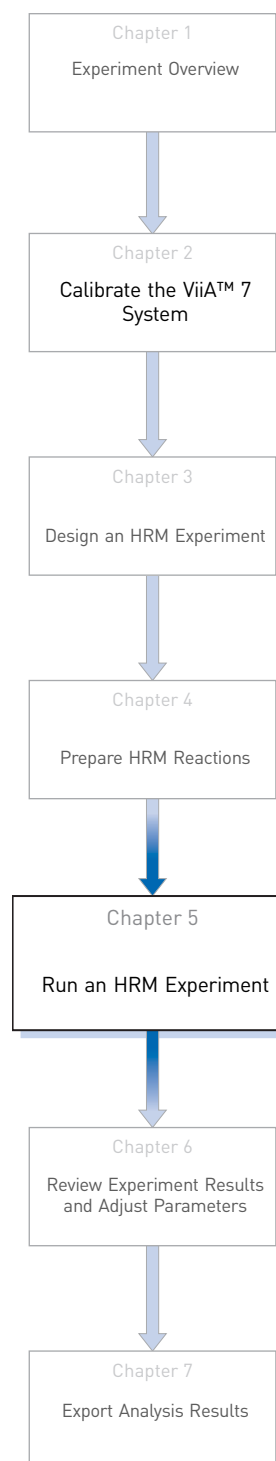 Chapter 1
Experiment Overview
Chapter 2
Calibrate the ViiA™ 7
System
Chapter 3
Design an HRM Experiment
Chapter 4
Prepare HRM Reactions
Chapter 5
Run an HRM Experiment
Chapter 6
Review Experiment Results
and Adjust Parameters
Chapter 7
Export Analysis Results